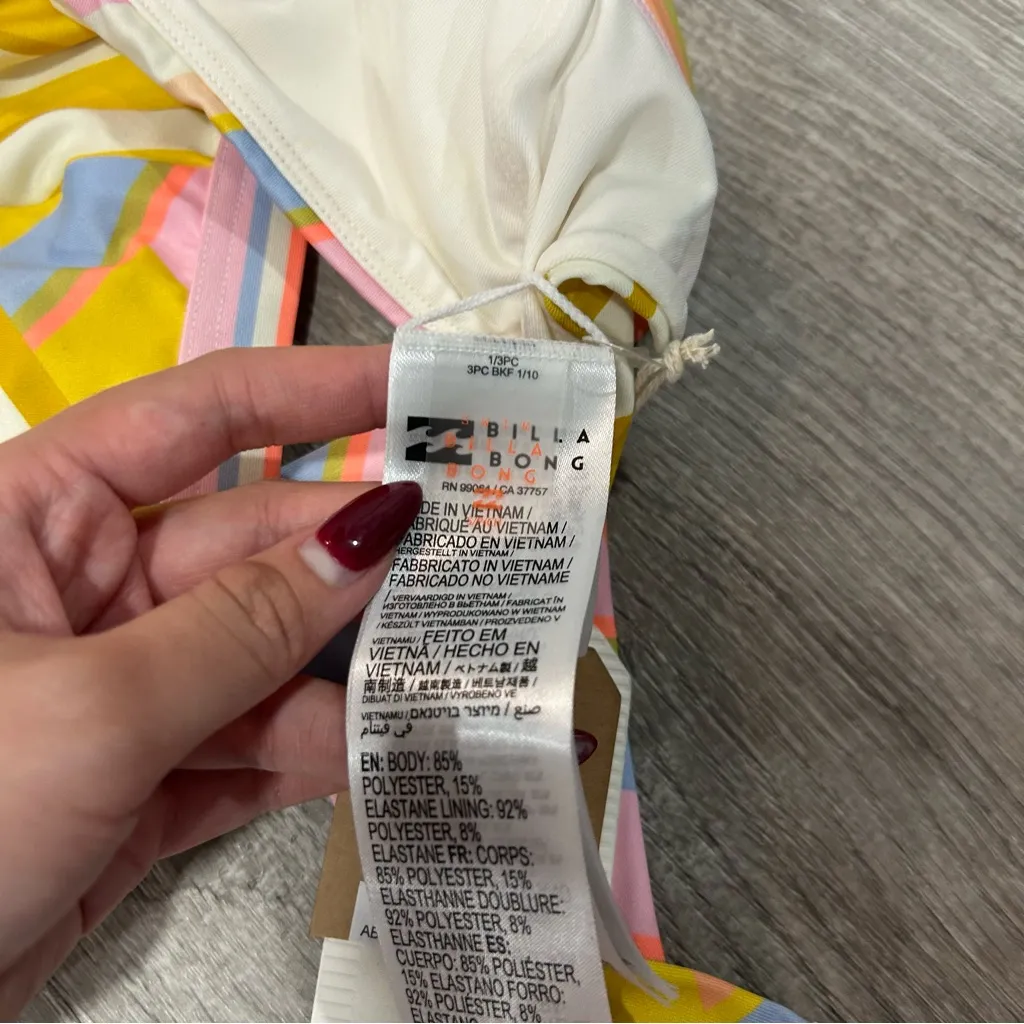 1/3PC
3PC BKF 1/10
BILLA
BONG
RN 99064 / CA 37757
DE IN VIETNAM /
ABRIQUÉ AU VIETNAM /
FABRICADO EN VIETNAM /
HERGESTELLT IN VIETNAM /
FABBRICATO IN VIETNAM /
FABRICADO NO VIETNAME
/ VERVAARDIGD IN VIETNAM /
ИЗГОТОВЛЕНО В ВЬЕТНАМ / FABRICAT ÎN
VIETNAM / WYPRODUKOWANO W WIETNAM
/ KÉSZÜLT VIETNÁMBAN / PROIZVEDENO V
VIETNAMU / FEITO EM
VIETNÃ / HECHO EN
VIETNAM / ベトナム製 / 越
南制造 / 越南製造 / 베트남제품 /
DIBUAT DI VIETNAM / VYROBENO VE
VIETNAMU / מיוצר בויטנאם / صنع
في فيتنام
EN: BODY: 85%
POLYESTER, 15%
ELASTANE LINING: 92%
POLYESTER, 8%
ELASTANE FR: CORPS:
85% POLYESTER, 15%
ELASTHANNE DOUBLURE:
92% POLYESTER, 8%
ELASTHANNE ES:
CUERPO: 85% POLIÉSTER,
15% ELASTANO FORRO:
92% POLIÉSTER, 8%
ELASTANO